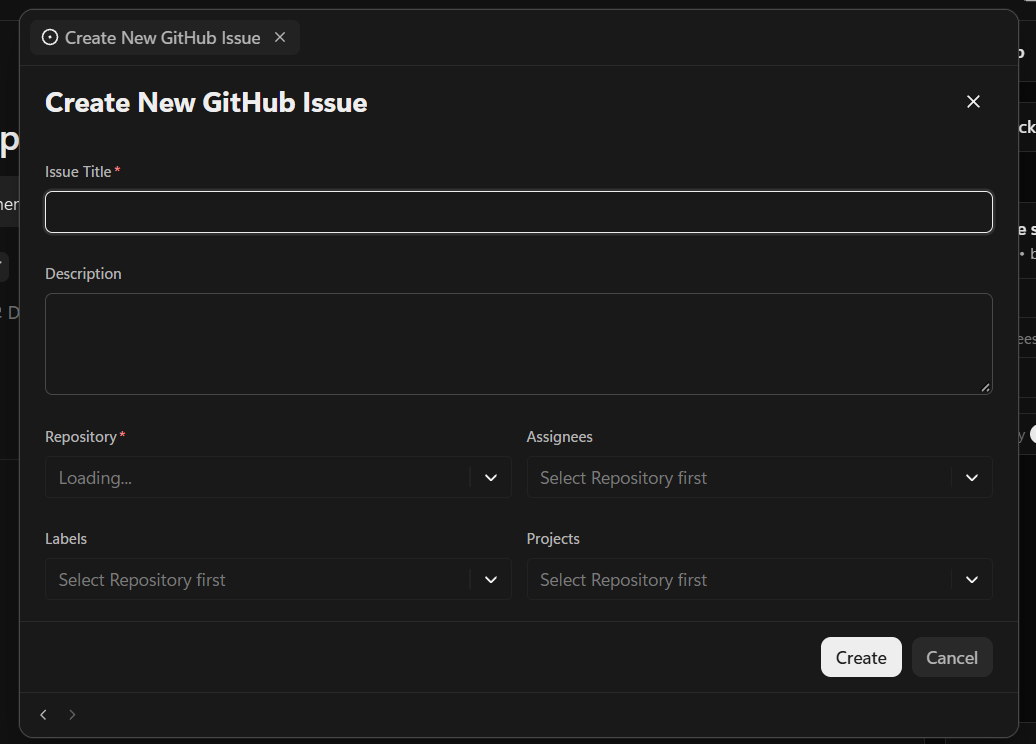 Create New GitHub Issue
Create New GitHub Issue
Issue Title*
Description
Repository*
Assignees
Loading...
Select Repository first
Labels
Projects
Select Repository first
Select Repository first
Create
Cancel